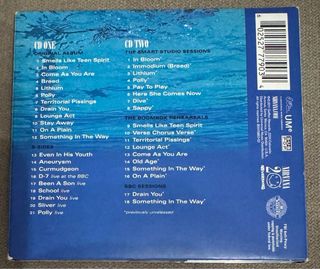 CD ONE
ORIGINAL ALBUM
1 Smells Like Teen Spirit
2 In Bloom
3 Come As You Are
4 Breed
5 Lithium
6 Polly
7 Territorial Pissings
8 Drain You
9 Lounge Act
10 Stay Away
11 On A Plain
12 Something In The Way
B-SIDES
13 Even In His Youth
14 Aneurysm
15 Curmudgeon
16 D-7 live at the BBC
17 Been A Son live
18 School live
19 Drain You live
20 Sliver live
21 Polly live
CD TWO
THE SMART STUDIO SESSIONS
1 In Bloom*
2 Immodium (Breed)*
3 Lithium*
4 Polly*
5 Pay To Play
6 Here She Comes Now
7 Dive*
8 Sappy*
THE BOOMBOX REHEARSALS
9 Smells Like Teen Spirit
10 Verse Chorus Verse*
11 Territorial Pissings*
12 Lounge Act*
13 Come As You Are
14 Old Age*
15 Something In The Way*
16 On A Plain*
BBC SESSIONS
17 Drain You*
18 Something In The Way*
*previously unreleased
6 02527 77903 4
UMe
NIRVANA
20